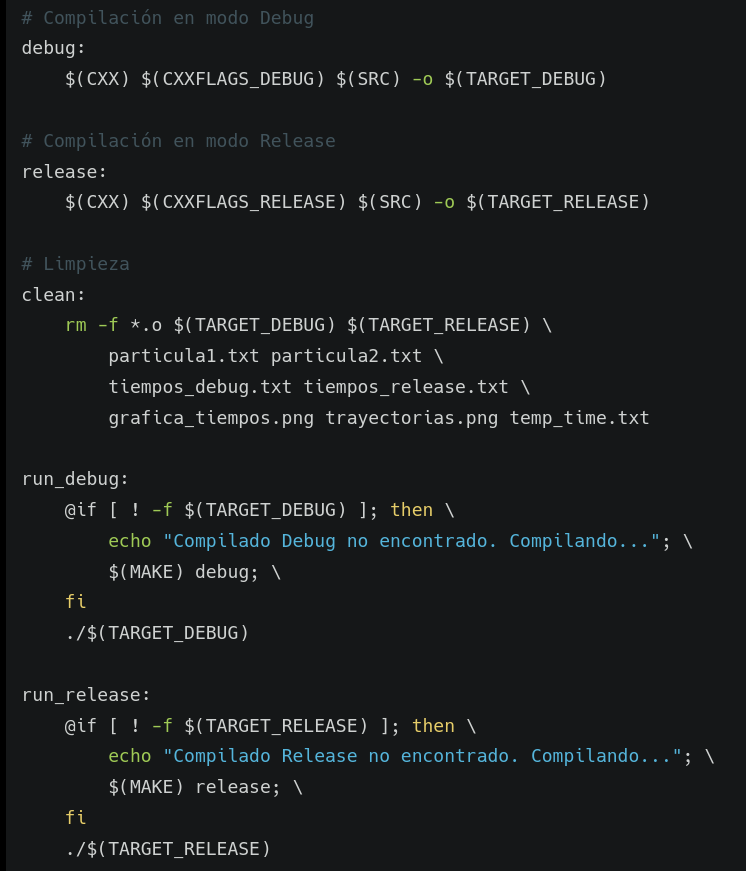 # Compilación en modo Debug
debug:
    $(CXX) $(CXXFLAGS_DEBUG) $(SRC) -o $(TARGET_DEBUG)

# Compilación en modo Release
release:
    $(CXX) $(CXXFLAGS_RELEASE) $(SRC) -o $(TARGET_RELEASE)

# Limpieza
clean:
    rm -f *.o $(TARGET_DEBUG) $(TARGET_RELEASE) \
        particula1.txt particula2.txt \
        tiempos_debug.txt tiempos_release.txt \
        grafica_tiempos.png trayectorias.png temp_time.txt

run_debug:
    @if [ ! -f $(TARGET_DEBUG) ]; then \
        echo "Compilado Debug no encontrado. Compilando..."; \
        $(MAKE) debug; \
    fi
    ./$(TARGET_DEBUG)

run_release:
    @if [ ! -f $(TARGET_RELEASE) ]; then \
        echo "Compilado Release no encontrado. Compilando..."; \
        $(MAKE) release; \
    fi
    ./$(TARGET_RELEASE)